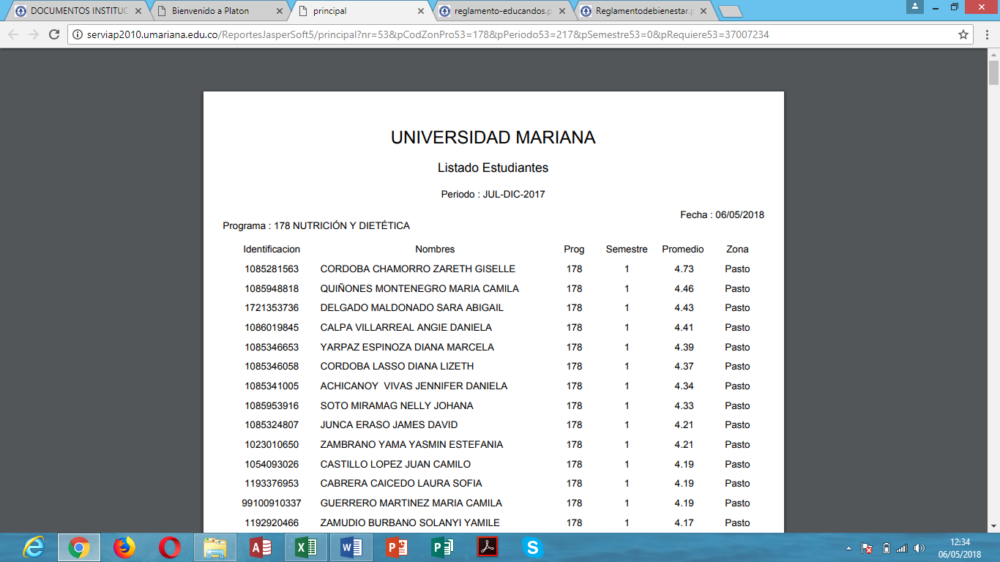 DOCUMENTOS INSTITUC Bienvenido a Platon principal reglamento-educandos.p Reglamentodebienestar.p
serviap2010.umariana.edu.co/ReportesJasperSoft5/principal?nr=53&pCodZonPro53=178&pPeriodo53=217&pSemestre53=0&pRequiere53=37007234
UNIVERSIDAD MARIANA
Listado Estudiantes
Periodo : JUL-DIC-2017
Fecha : 06/05/2018
Programa : 178 NUTRICIÓN Y DIETÉTICA
Identificacion Nombres Prog Semestre Promedio Zona
1085281563 CORDOBA CHAMORRO ZARETH GISELLE 178 1 4.73 Pasto
1085948818 QUIÑONES MONTENEGRO MARIA CAMILA 178 1 4.46 Pasto
1721353736 DELGADO MALDONADO SARA ABIGAIL 178 1 4.43 Pasto
1086019845 CALPA VILLARREAL ANGIE DANIELA 178 1 4.41 Pasto
1085346653 YARPAZ ESPINOZA DIANA MARCELA 178 1 4.39 Pasto
1085346058 CORDOBA LASSO DIANA LIZETH 178 1 4.37 Pasto
1085341005 ACHICANOY  VIVAS JENNIFER DANIELA 178 1 4.34 Pasto
1085953916 SOTO MIRAMAG NELLY JOHANA 178 1 4.33 Pasto
1085324807 JUNCA ERASO JAMES DAVID 178 1 4.21 Pasto
1023010650 ZAMBRANO YAMA YASMIN ESTEFANIA 178 1 4.21 Pasto
1054093026 CASTILLO LOPEZ JUAN CAMILO 178 1 4.19 Pasto
1193376953 CABRERA CAICEDO LAURA SOFIA 178 1 4.19 Pasto
99100910337 GUERRERO MARTINEZ MARIA CAMILA 178 1 4.19 Pasto
1192920466 ZAMUDIO BURBANO SOLANYI YAMILE 178 1 4.17 Pasto
12:34
06/05/2018